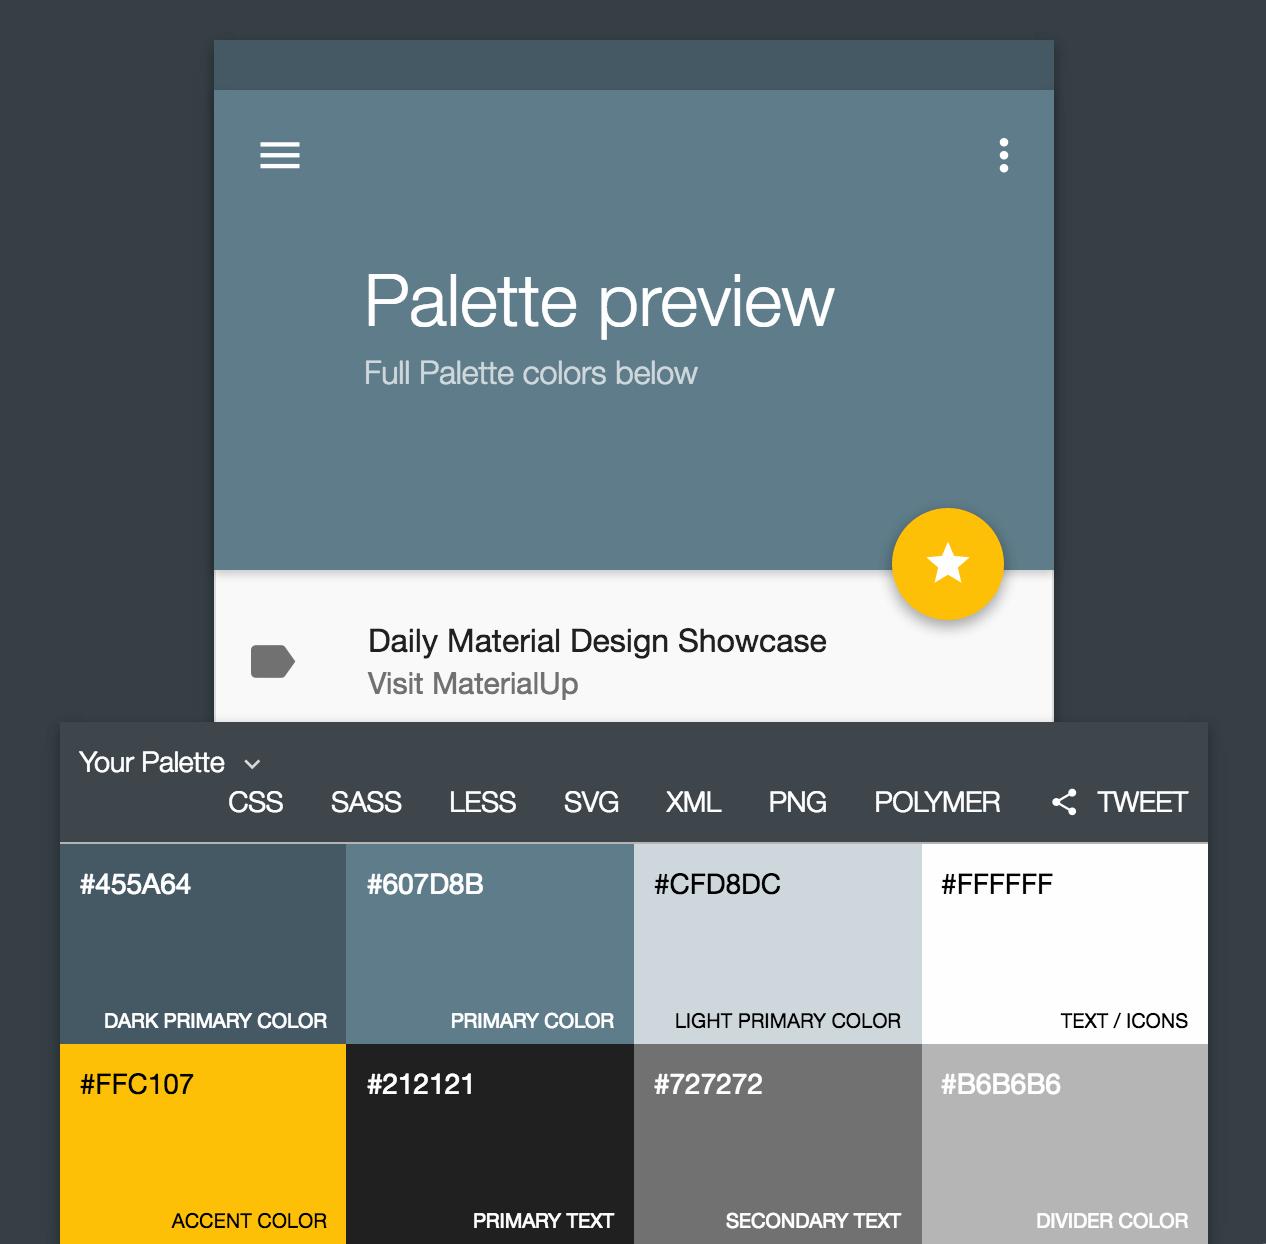 Palette preview
Full Palette colors below
Daily Material Design Showcase
Visit MaterialUp
Your Palette
CSS SASS LESS SVG XML PNG POLYMER TWEET
#455A64 #607D8B #CFD8DC #FFFFFF
DARK PRIMARY COLOR PRIMARY COLOR LIGHT PRIMARY COLOR TEXT / ICONS
#FFC107 #212121 #727272 #B6B6B6
ACCENT COLOR PRIMARY TEXT SECONDARY TEXT DIVIDER COLOR